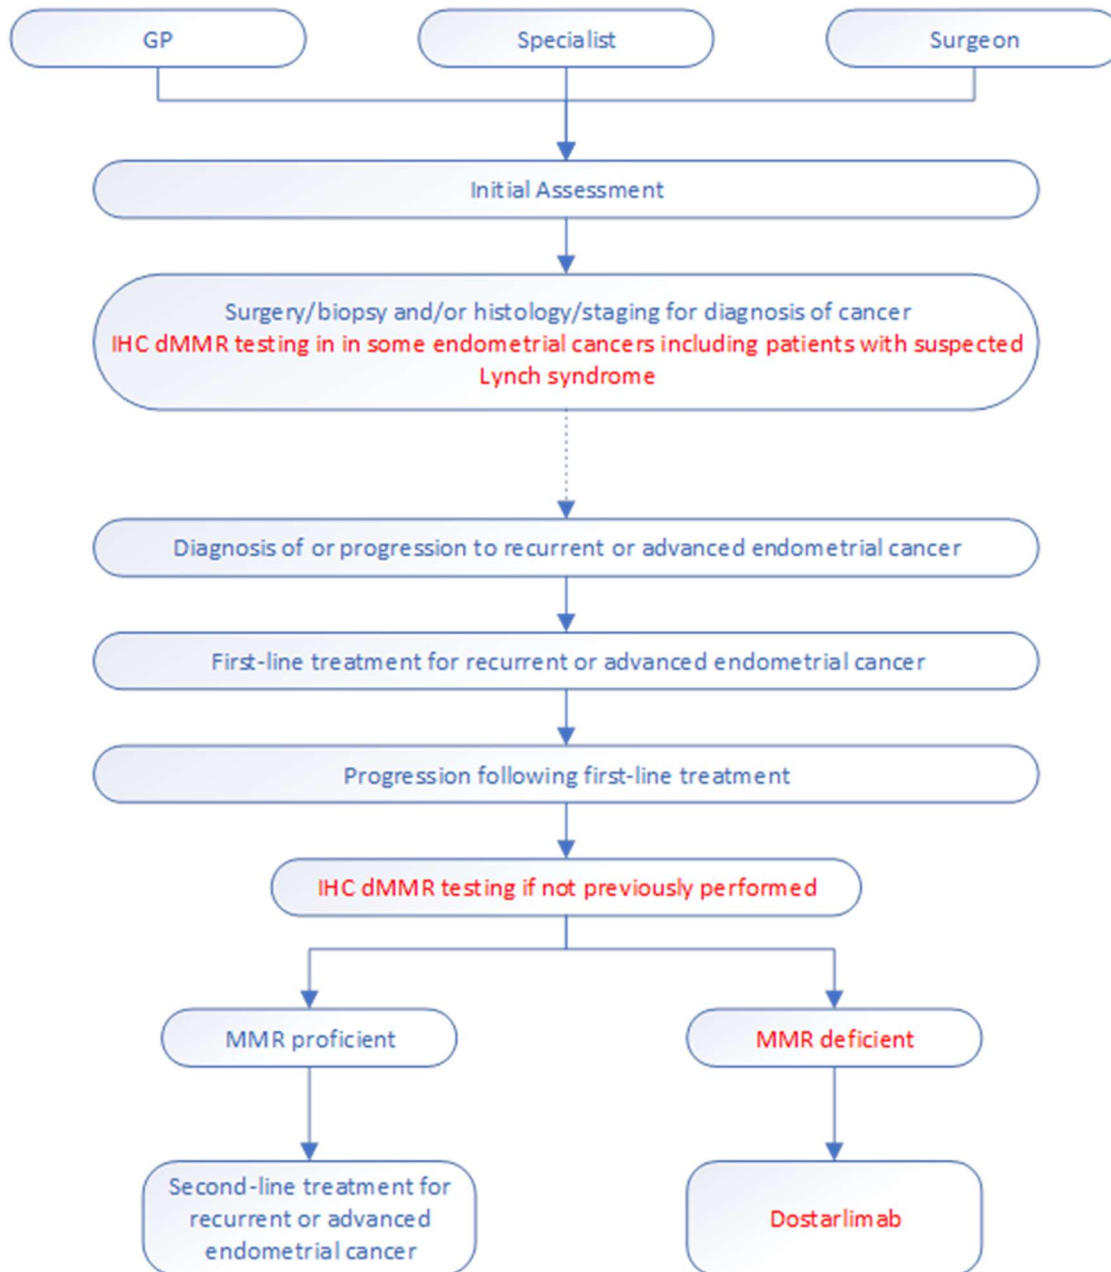 GP
Specialist
Surgeon
Initial Assessment
Surgery/biopsy and/or histology/staging for diagnosis of cancer
IHC dMMR testing in in some endometrial cancers including patients with suspected
Lynch syndrome
Diagnosis of or progression to recurrent or advanced endometrial cancer
First-line treatment for recurrent or advanced endometrial cancer
Progression following first-line treatment
IHC dMMR testing if not previously performed
MMR proficient
MMR deficient
Second-line treatment for
recurrent or advanced
endometrial cancer
Dostarlimab